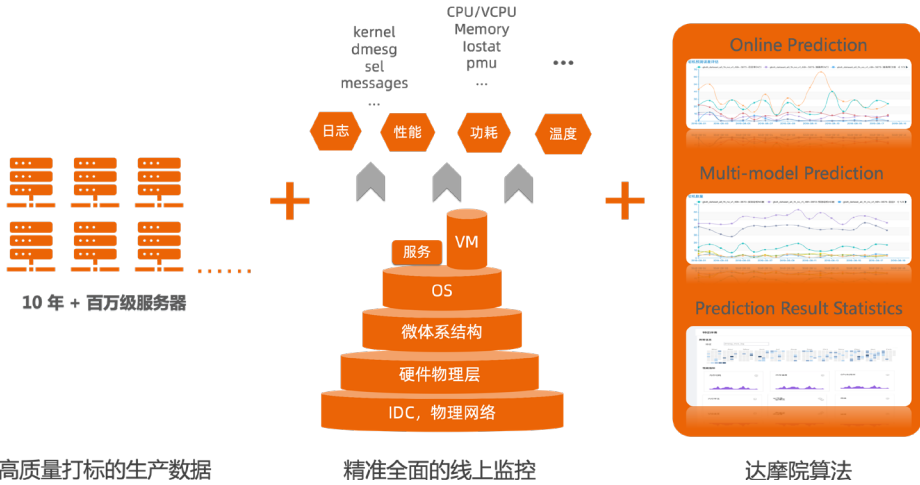 kernel
dmesg
sel
messages
...
CPU/VCPU
Memory
Iostat
pmu
...
...
日志
性能
功耗
温度
服务
VM
OS
微体系结构
硬件物理层
IDC，物理网络
10 年 + 百万级服务器
......
Online Prediction
Multi-model Prediction
Prediction Result Statistics
高质量打标的生产数据
精准全面的线上监控
达摩院算法